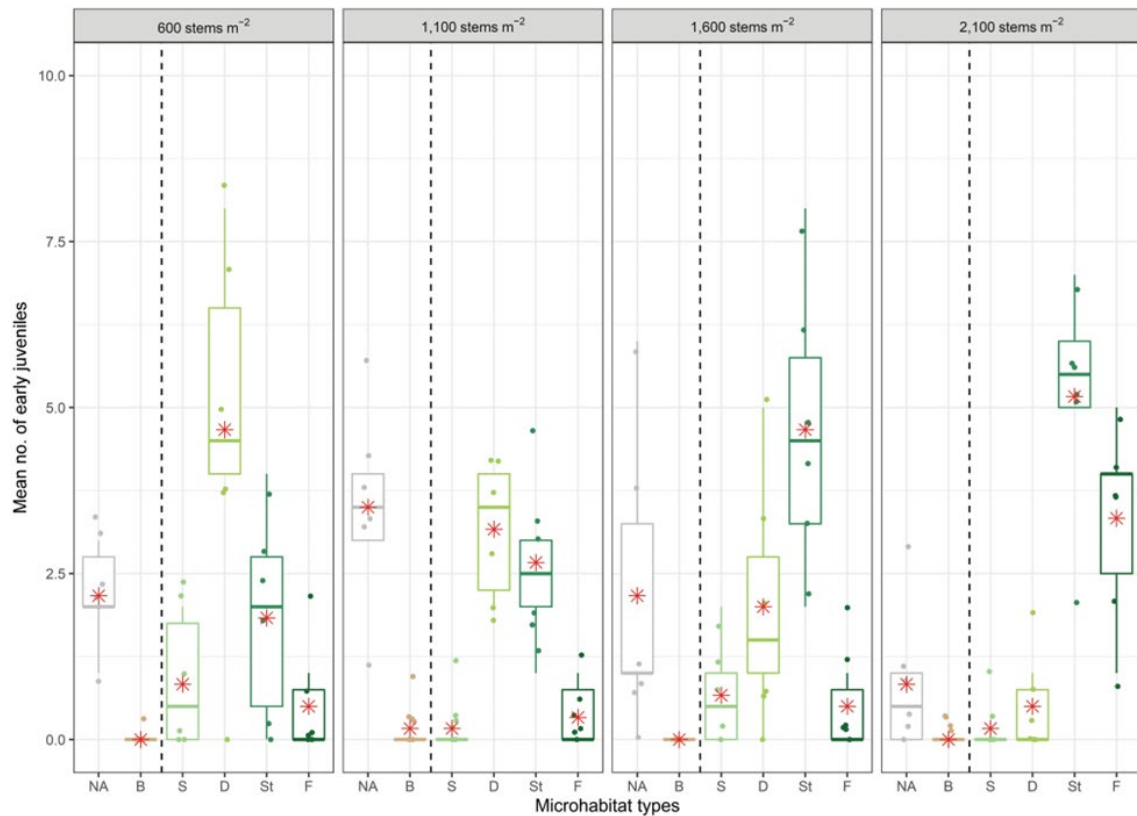 600 stems m⁻² 1,100 stems m⁻² 1,600 stems m⁻² 2,100 stems m⁻²
10.0
7.5
5.0
2.5
0.0
Mean no. of early juveniles
NA B S D St F NA B S D St F NA B S D St F NA B S D St F
Microhabitat types